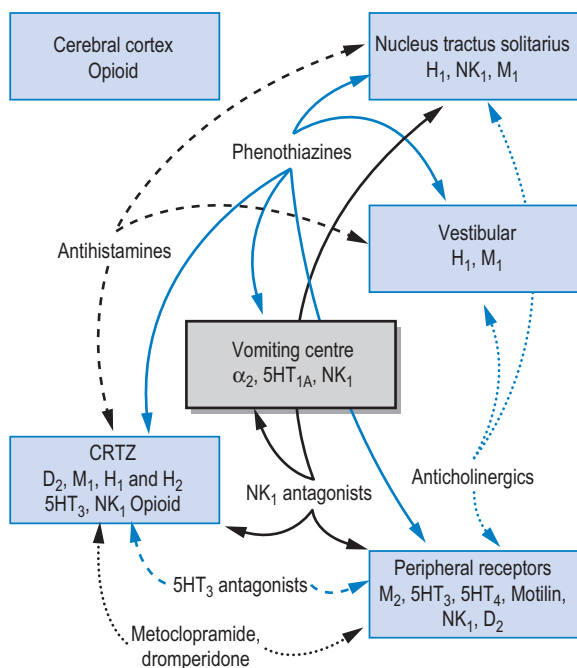 Cerebral cortex
Opioid
Nucleus tractus solitarius
H₁, NK₁, M₁
Phenothiazines
Antihistamines
Vestibular
H₁, M₁
Vomiting centre
α₂, 5HT₁A, NK₁
CRTZ
D₂, M₁, H₁ and H₂
5HT₃, NK₁ Opioid
NK₁ antagonists
Anticholinergics
5HT₃ antagonists
Peripheral receptors
M₂, 5HT₃, 5HT₄, Motilin,
NK₁, D₂
Metoclopramide,
dromperidone